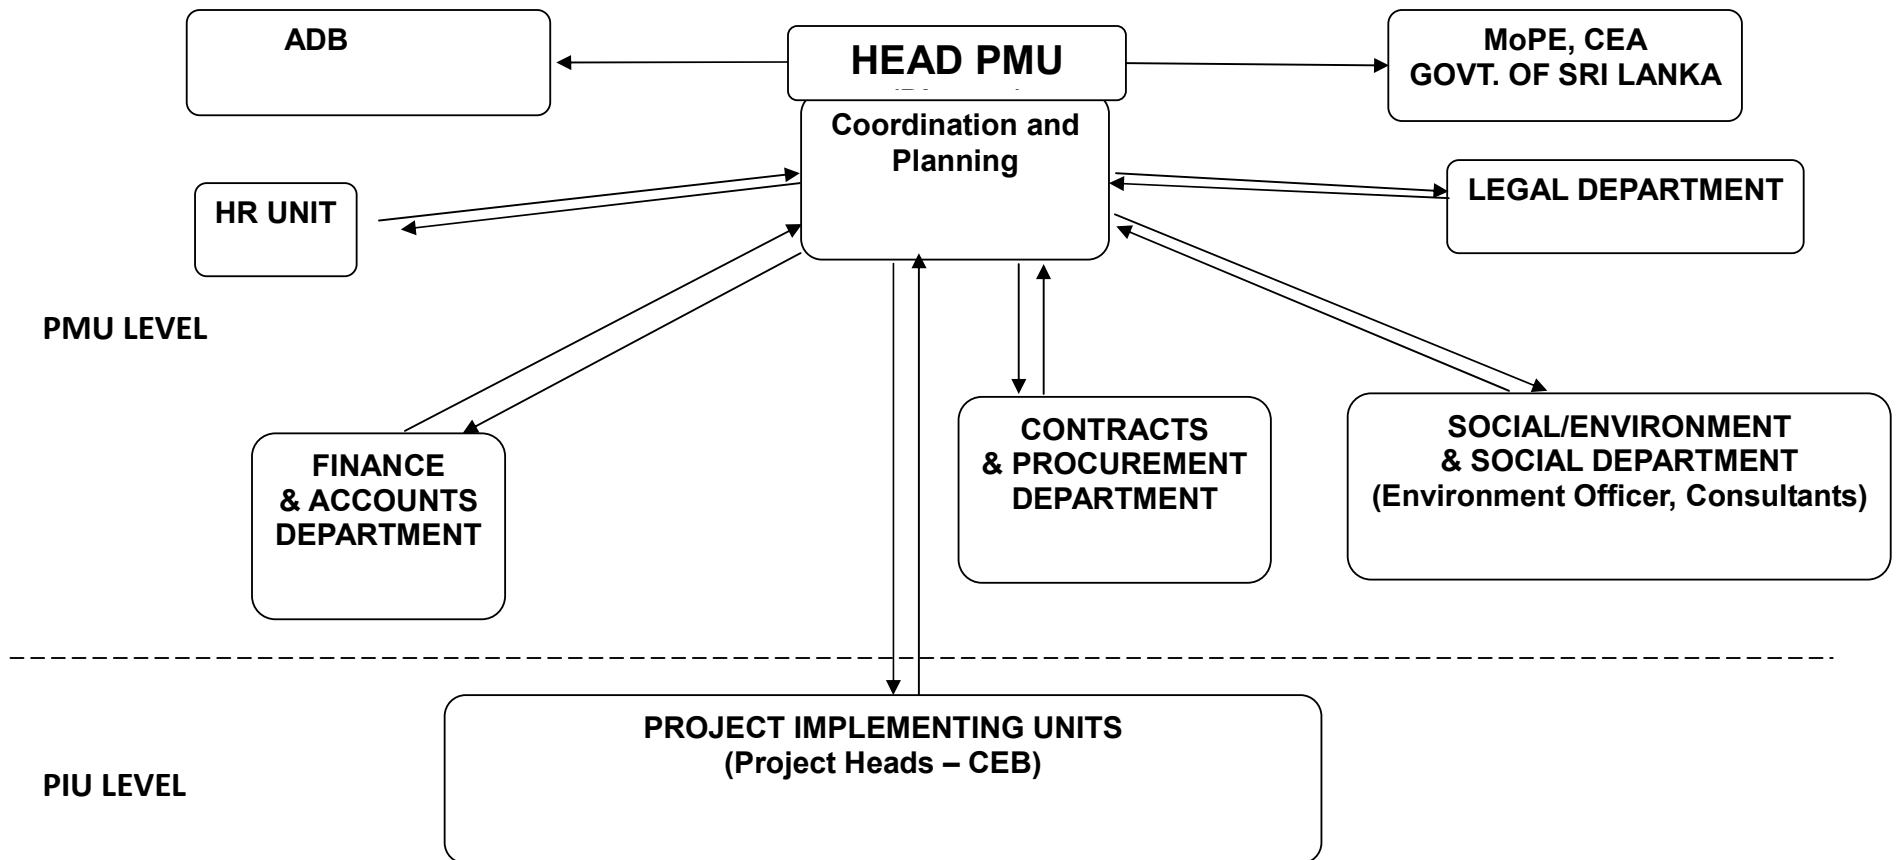 ADB
HEAD PMU
MoPE, CEA
GOVT. OF SRI LANKA
Coordination and
Planning
HR UNIT
LEGAL DEPARTMENT
PMU LEVEL
FINANCE
& ACCOUNTS
DEPARTMENT
CONTRACTS
& PROCUREMENT
DEPARTMENT
SOCIAL/ENVIRONMENT
& SOCIAL DEPARTMENT
(Environment Officer, Consultants)
PROJECT IMPLEMENTING UNITS
(Project Heads – CEB)
PIU LEVEL